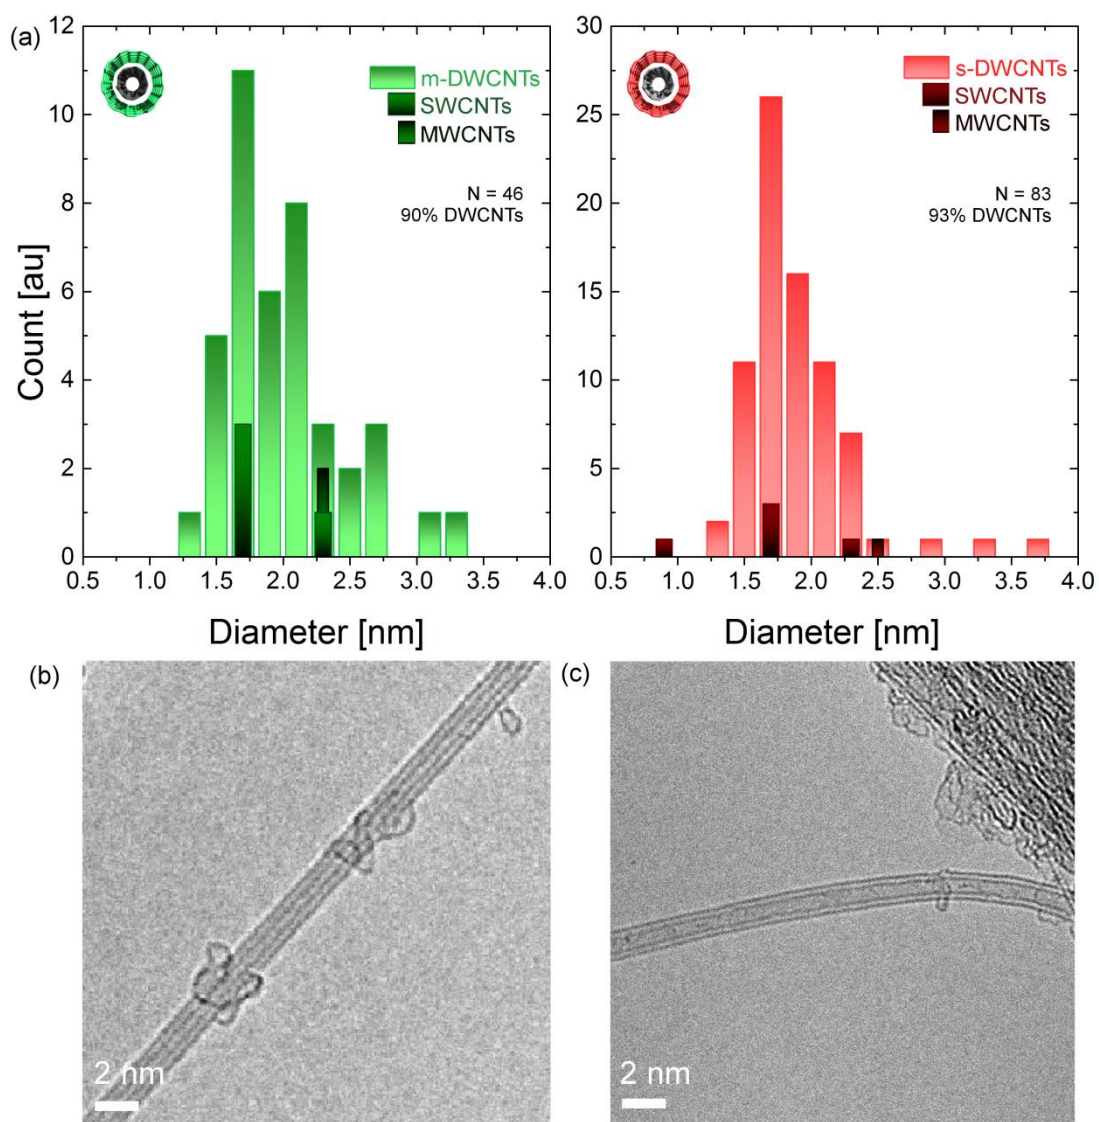 (a)
12
10
8
6
4
2
0
Count [au]
m-DWCNTs
SWCNTs
MWCNTs
N = 46
90% DWCNTs
0.5 1.0 1.5 2.0 2.5 3.0 3.5 4.0
Diameter [nm]
30
25
20
15
10
5
0
s-DWCNTs
SWCNTs
MWCNTs
N = 83
93% DWCNTs
0.5 1.0 1.5 2.0 2.5 3.0 3.5 4.0
Diameter [nm]
(b)
2 nm
(c)
2 nm